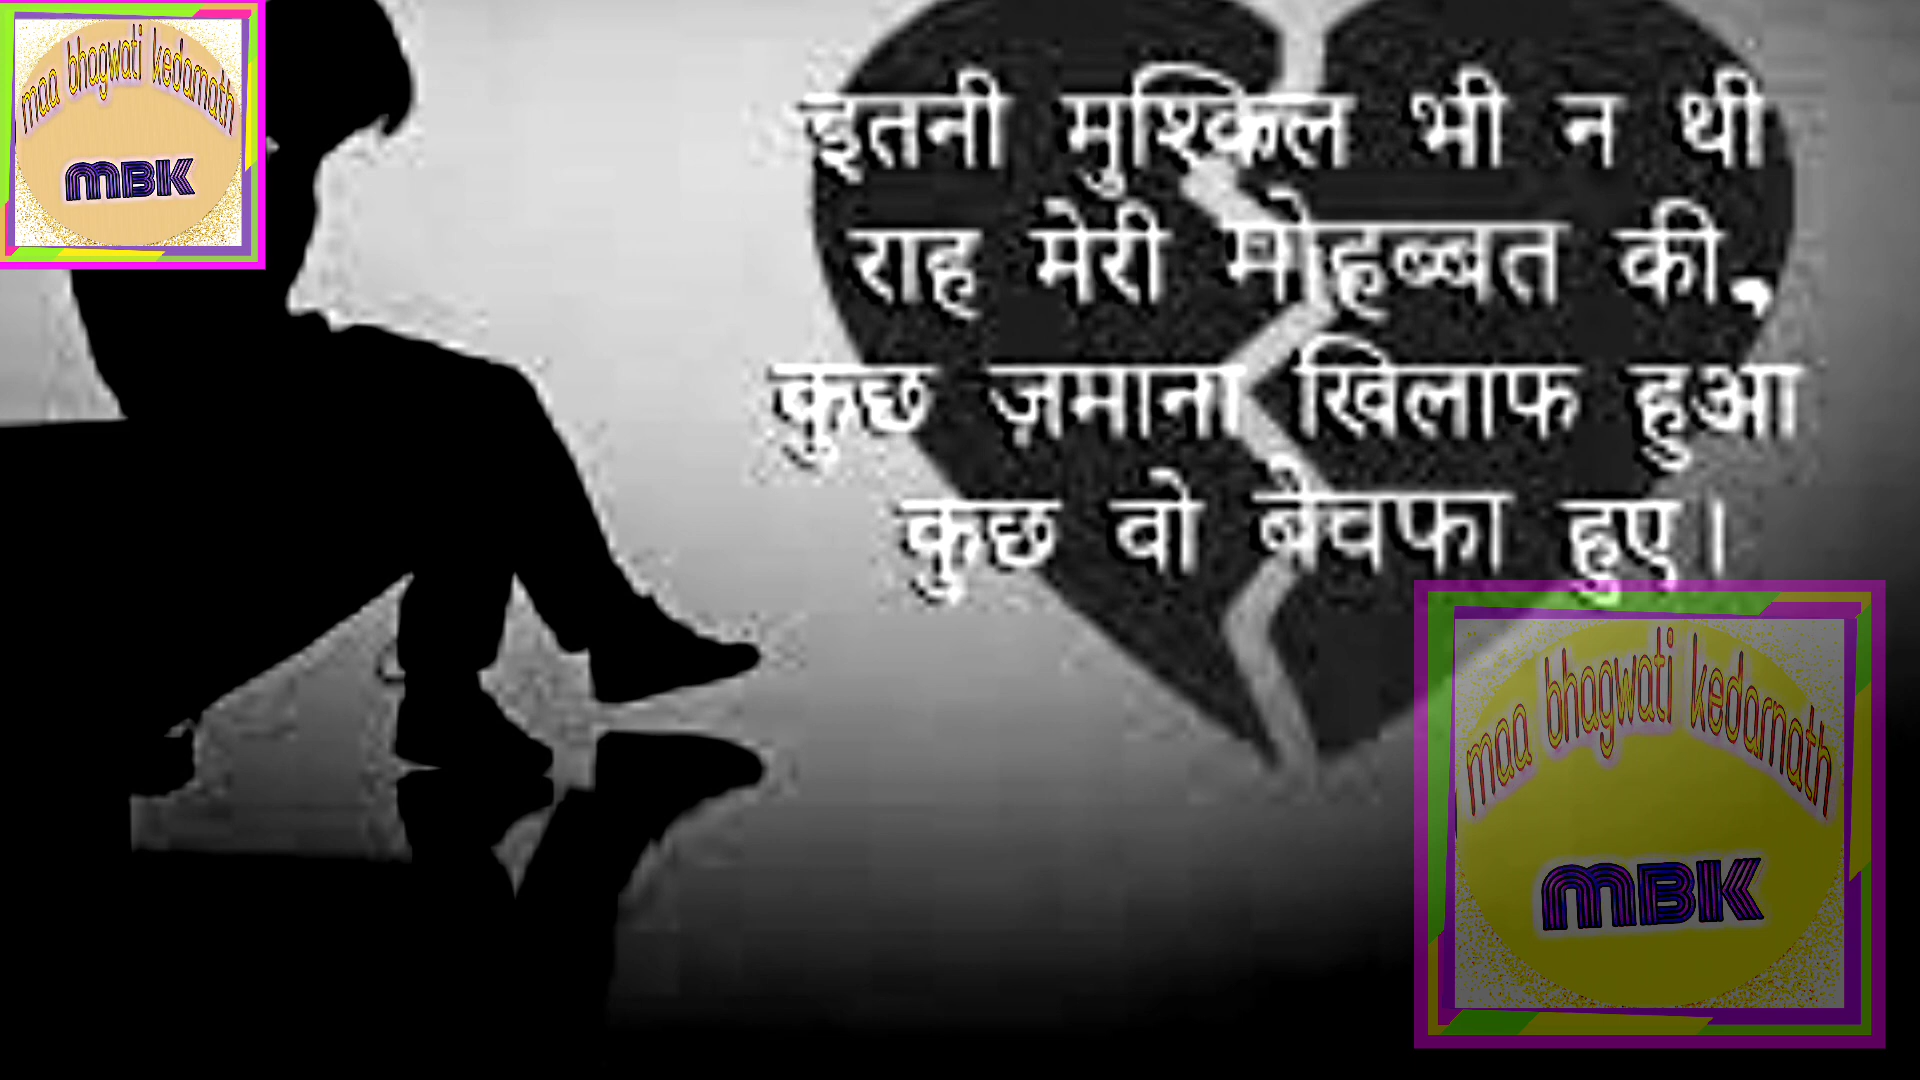 maa bhagwati kedarnath
MBK
इतनी मुश्किल भी न थी
राह मेरी मोहब्बत की,
कुछ ज़माना खिलाफ हुआ
कुछ वो बेवफा हुए।
maa bhagwati kedarnath
MBK